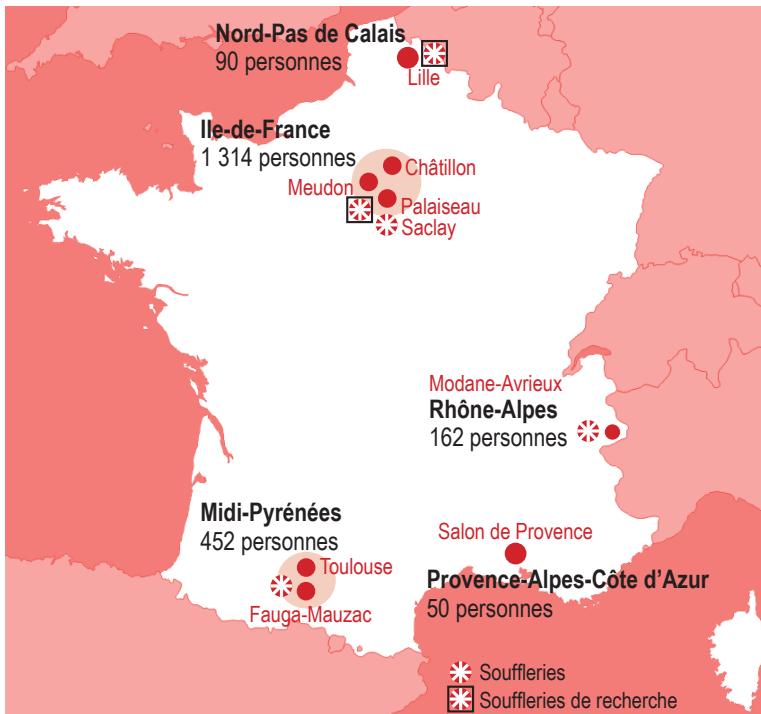 Nord-Pas de Calais
90 personnes
Lille
Ile-de-France
1 314 personnes
Châtillon
Meudon
Palaiseau
Saclay
Modane-Avrieux
Rhône-Alpes
162 personnes
Midi-Pyrénées
452 personnes
Toulouse
Fauga-Mauzac
Salon de Provence
Provence-Alpes-Côte d’Azur
50 personnes
Souffleries
Souffleries de recherche